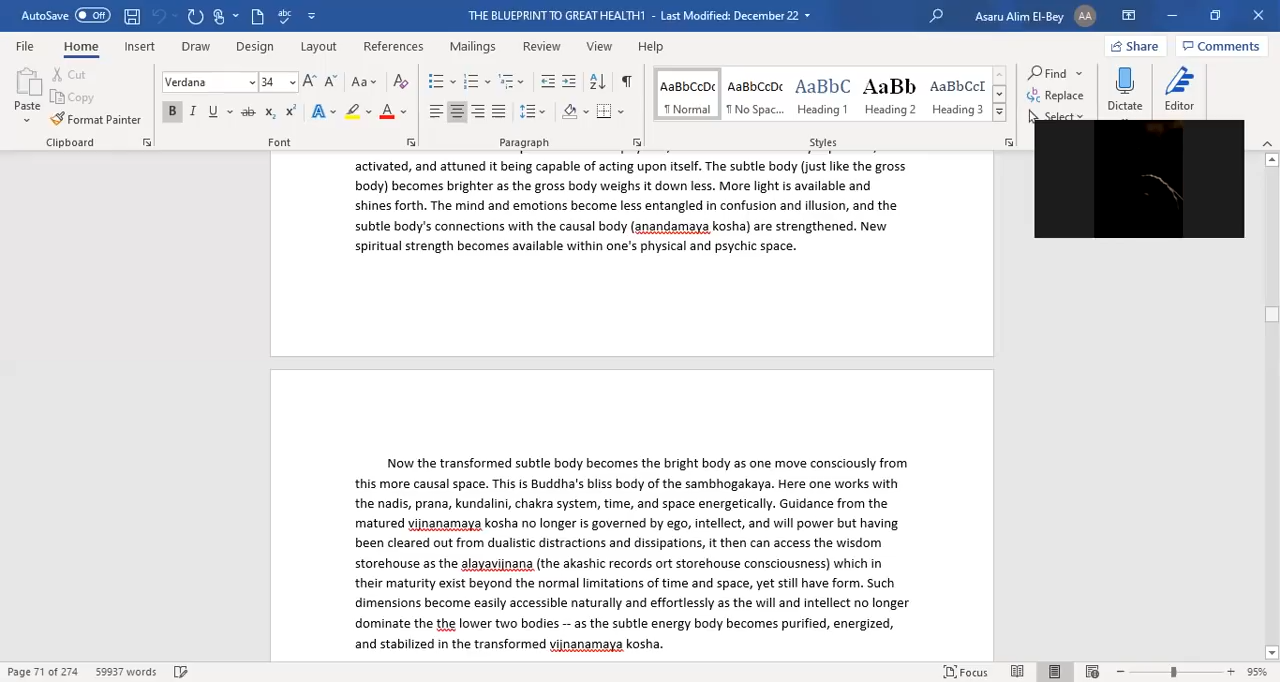 AutoSave Off THE BLUEPRINT TO GREAT HEALTH1 - Last Modified: December 22 Asaru Alim El-Bey AA
File Home Insert Draw Design Layout References Mailings Review View Help Share Comments
Paste Cut Copy Format Painter
Verdana 34
Aa
B I U ab x₂ x² A A
AaBbCcDc AaBbCcDc AaBbC AaBb AaBbCcI
¶ Normal ¶ No Spac... Heading 1 Heading 2 Heading 3
Find Replace Select
Dictate Editor
Clipboard Font Paragraph Styles
activated, and attuned it being capable of acting upon itself. The subtle body (just like the gross
body) becomes brighter as the gross body weighs it down less. More light is available and
shines forth. The mind and emotions become less entangled in confusion and illusion, and the
subtle body's connections with the causal body (anandamaya kosha) are strengthened. New
spiritual strength becomes available within one's physical and psychic space.
Now the transformed subtle body becomes the bright body as one move consciously from
this more causal space. This is Buddha's bliss body of the sambhogakaya. Here one works with
the nadis, prana, kundalini, chakra system, time, and space energetically. Guidance from the
matured vijnanamaya kosha no longer is governed by ego, intellect, and will power but having
been cleared out from dualistic distractions and dissipations, it then can access the wisdom
storehouse as the alayavijnana (the akashic records ort storehouse consciousness) which in
their maturity exist beyond the normal limitations of time and space, yet still have form. Such
dimensions become easily accessible naturally and effortlessly as the will and intellect no longer
dominate the the lower two bodies -- as the subtle energy body becomes purified, energized,
and stabilized in the transformed vijnanamaya kosha.
Page 71 of 274 59937 words Focus 95%